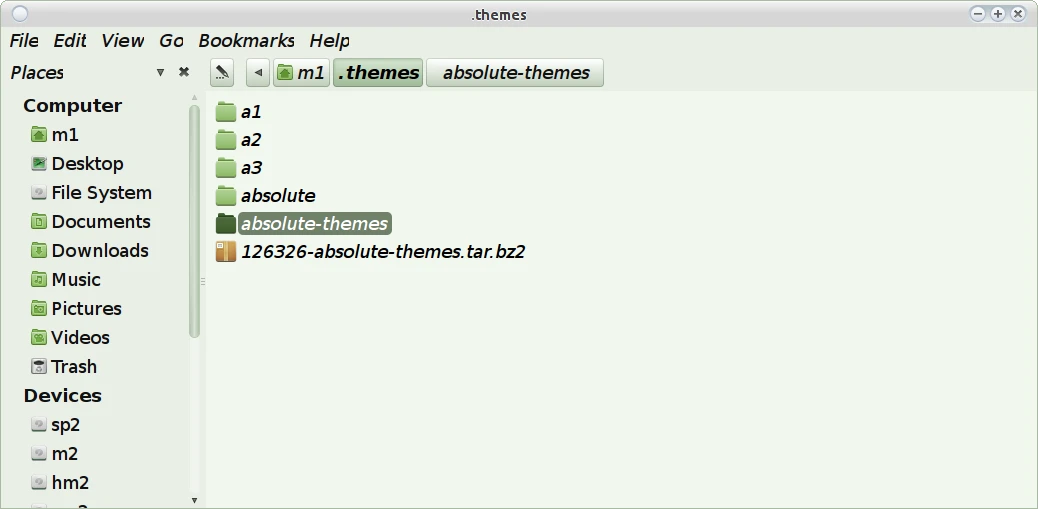 .themes
File Edit View Go Bookmarks Help
Places
m1 .themes absolute-themes
Computer
m1
Desktop
File System
Documents
Downloads
Music
Pictures
Videos
Trash
Devices
sp2
m2
hm2
a1
a2
a3
absolute
absolute-themes
126326-absolute-themes.tar.bz2